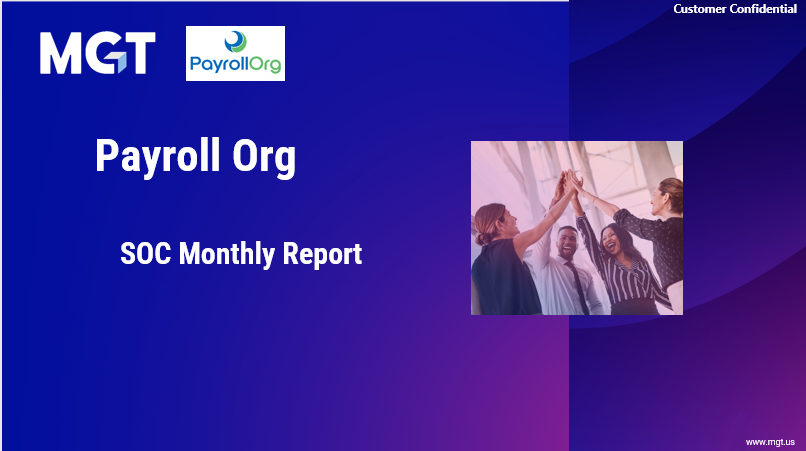 Customer Confidential
MGT
PayrollOrg
Payroll Org
SOC Monthly Report
www.mgt.us